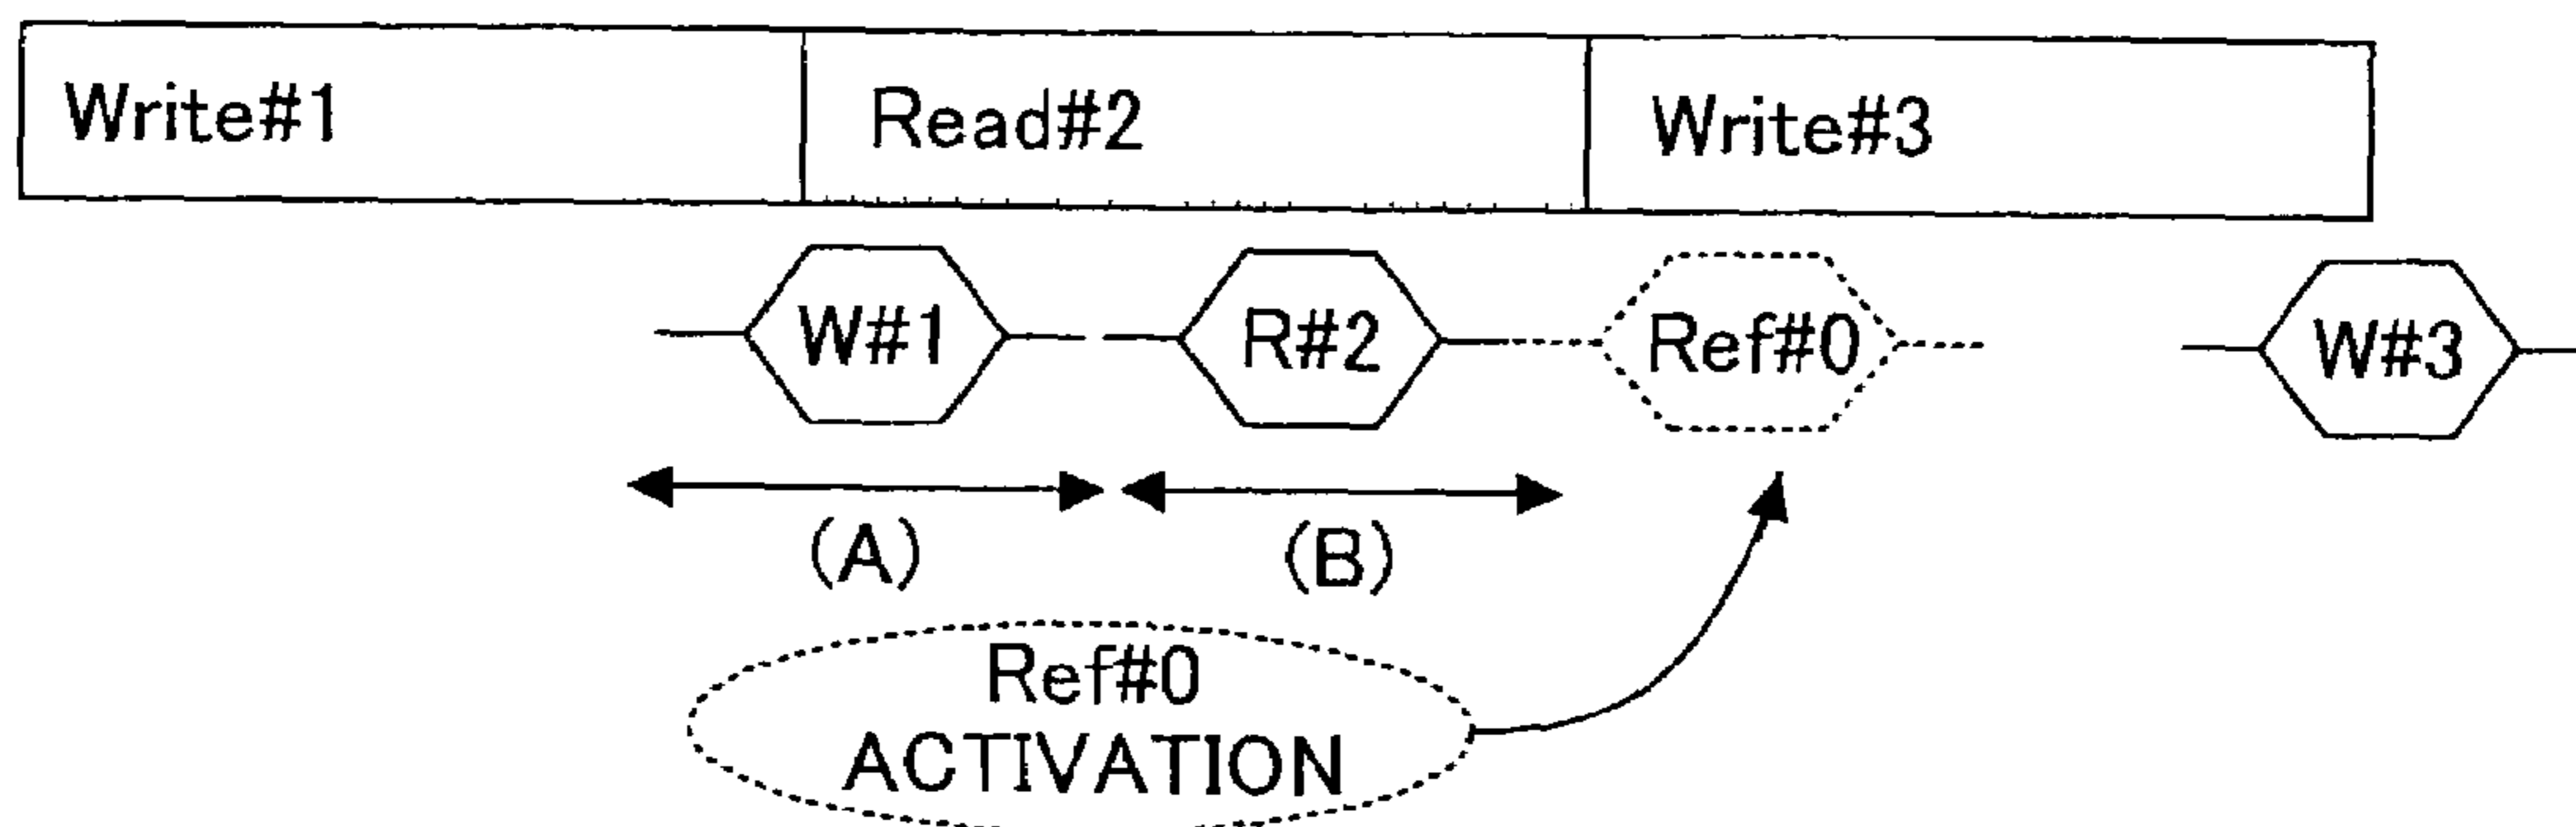 Write#1 Read#2 Write#3
W#1 R#2 Ref#0 W#3
(A) (B)
Ref#0
ACTIVATION